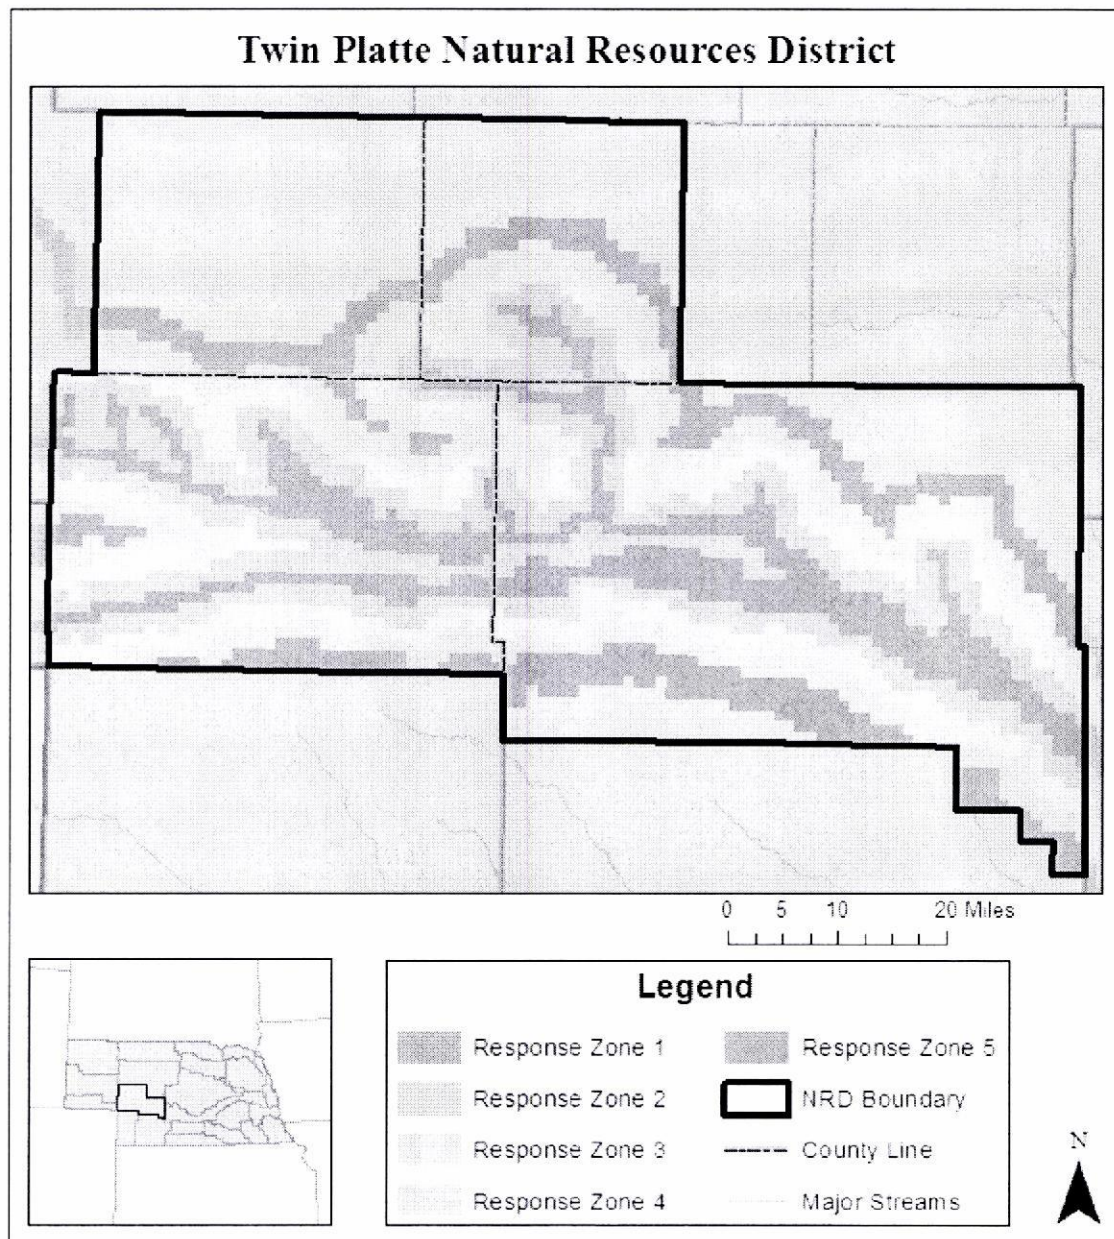 Twin Platte Natural Resources District
0 5 10 20 Miles
Legend
Response Zone 1
Response Zone 2
Response Zone 3
Response Zone 4
Response Zone 5
NRD Boundary
County Line
Major Streams
N